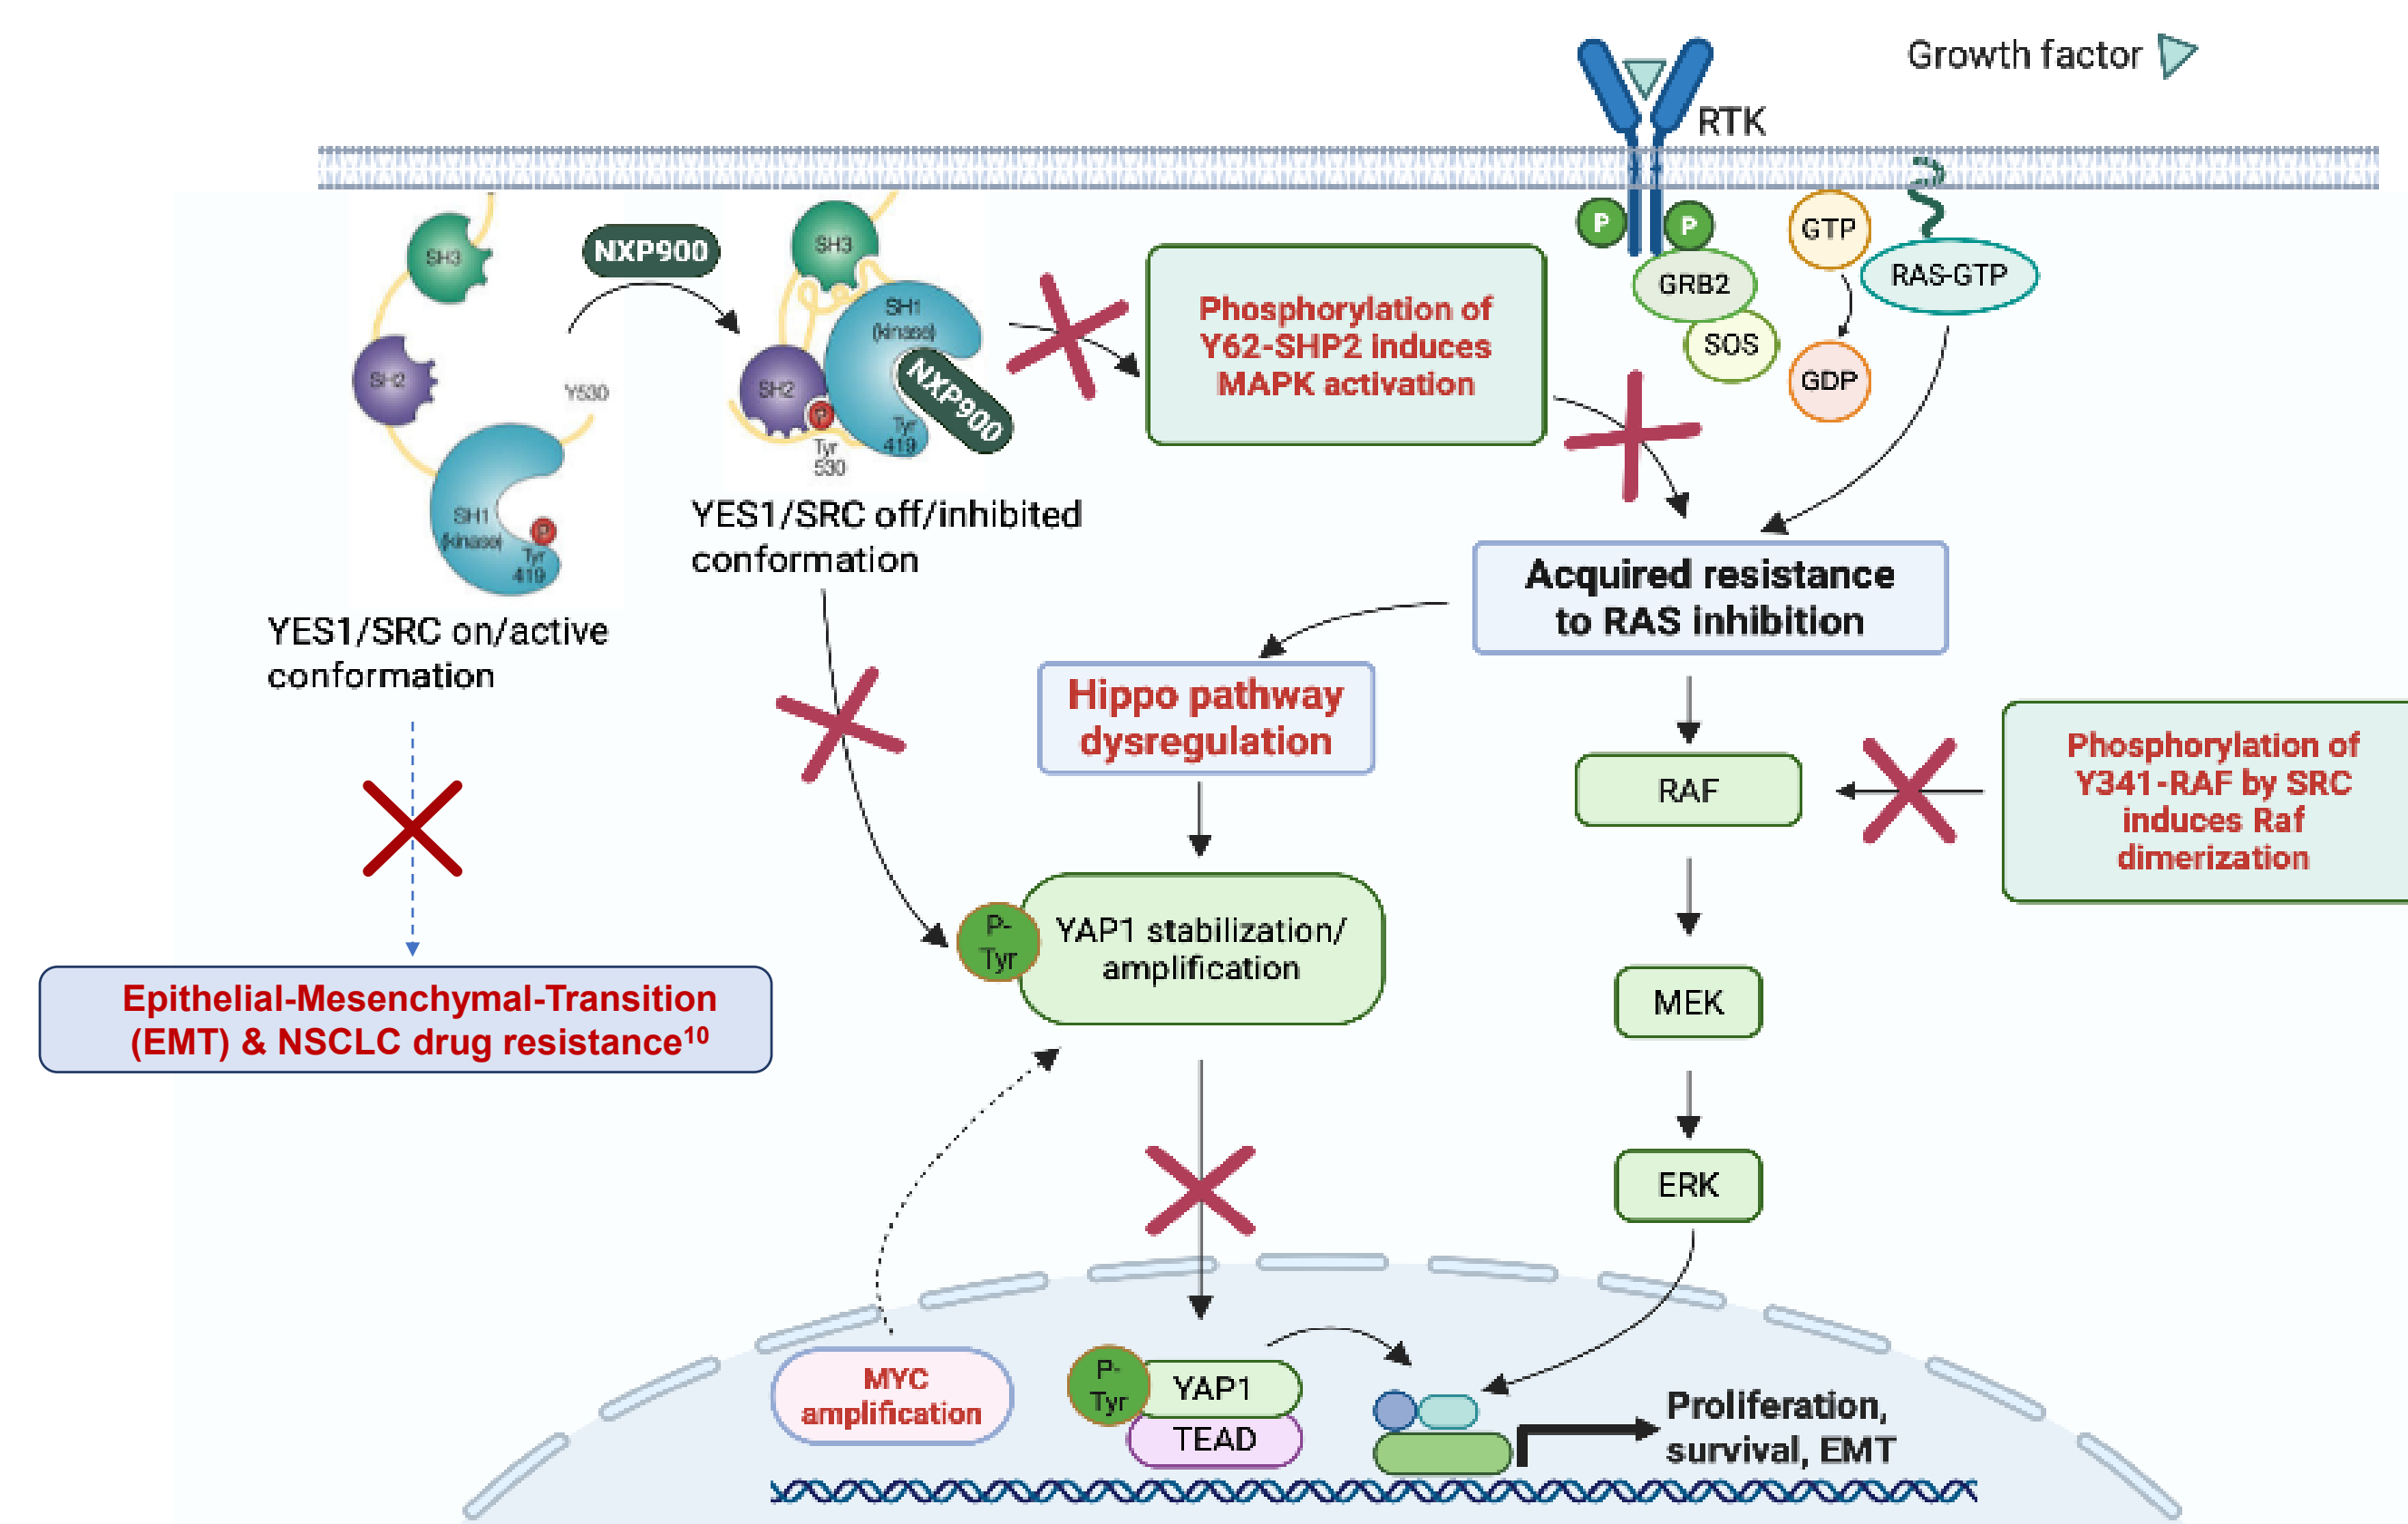 Growth factor
RTK
P
P
GRB2
SOS
GTP
GDP
RAS-GTP
SH3
SH2
Y530
SH1
(kinase)
P
Tyr
419
YES1/SRC on/active
conformation
NXP900
SH3
SH1
(kinase)
SH2
P
Tyr
530
Tyr
419
NXP900
YES1/SRC off/inhibited
conformation
Phosphorylation of
Y62-SHP2 induces
MAPK activation
Acquired resistance
to RAS inhibition
Hippo pathway
dysregulation
RAF
Phosphorylation of
Y341-RAF by SRC
induces Raf
dimerization
P-
Tyr
YAP1 stabilization/
amplification
MEK
Epithelial-Mesenchymal-Transition
(EMT) & NSCLC drug resistance¹⁰
ERK
MYC
amplification
P-
Tyr
YAP1
TEAD
Proliferation,
survival, EMT